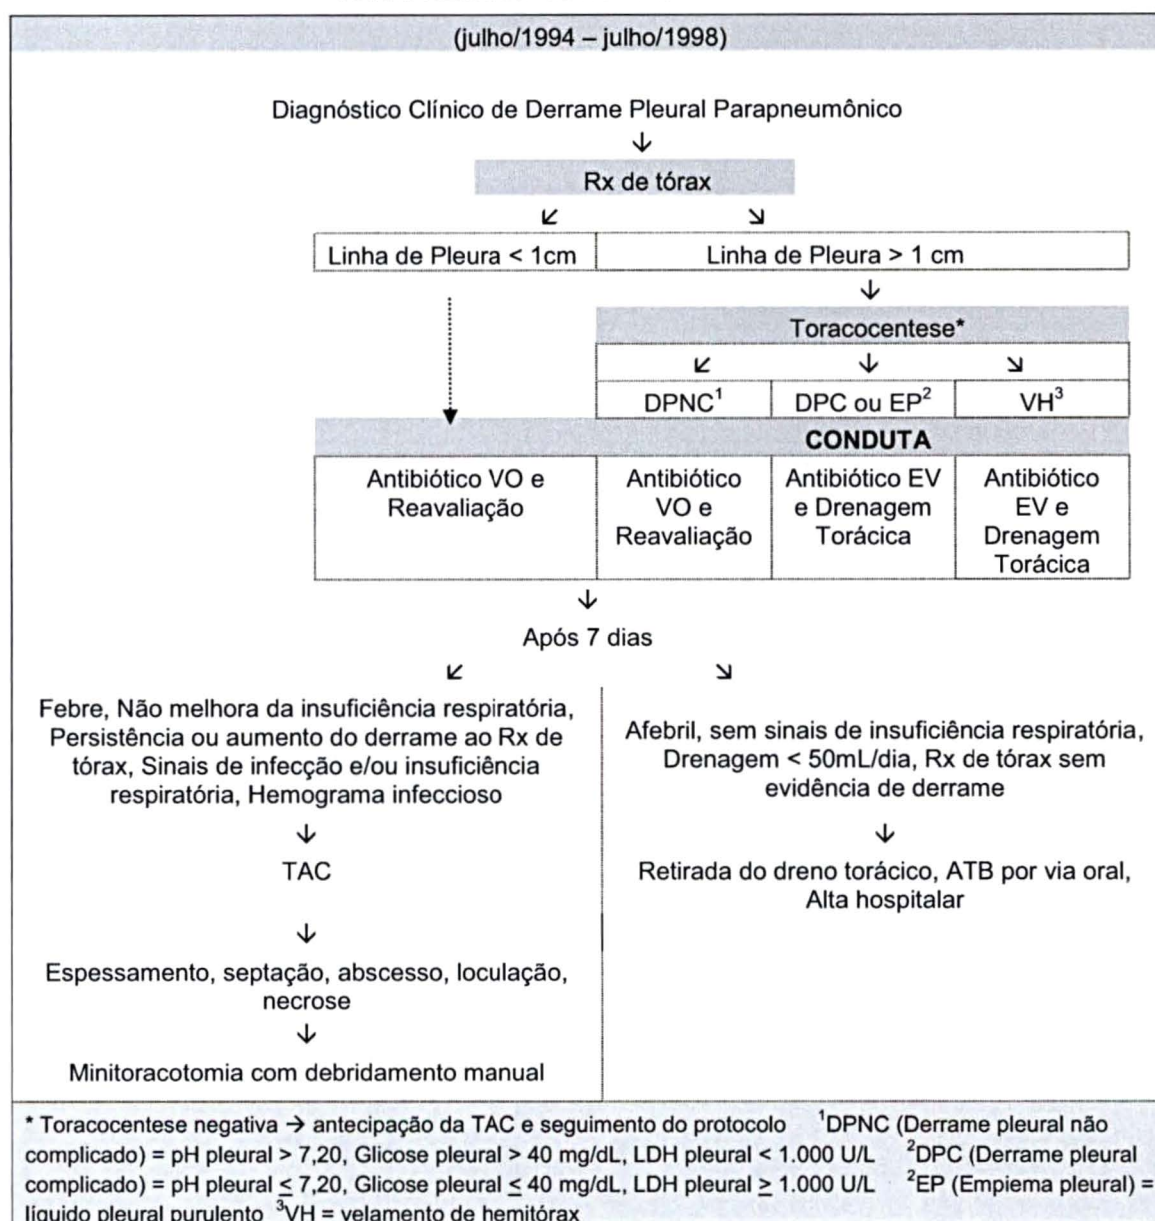 (julho/1994 – julho/1998)
Diagnóstico Clínico de Derrame Pleural Parapneumônico
↓
Rx de tórax
↙ ↘
Linha de Pleura < 1cm Linha de Pleura > 1 cm
↓
Toracocentese*
↙ ↓ ↘
DPNC¹ DPC ou EP² VH³
CONDUTA
Antibiótico VO e
Reavaliação
Antibiótico
VO e
Reavaliação
Antibiótico EV
e Drenagem
Torácica
Antibiótico
EV e
Drenagem
Torácica
↓
Após 7 dias
↙ ↘
Febre, Não melhora da insuficiência respiratória,
Persistência ou aumento do derrame ao Rx de
tórax, Sinais de infecção e/ou insuficiência
respiratória, Hemograma infeccioso
↓
TAC
↓
Espessamento, septação, abscesso, loculação,
necrose
↓
Minitoracotomia com debridamento manual
Afebril, sem sinais de insuficiência respiratória,
Drenagem < 50mL/dia, Rx de tórax sem
evidência de derrame
↓
Retirada do dreno torácico, ATB por via oral,
Alta hospitalar
* Toracocentese negativa → antecipação da TAC e seguimento do protocolo ¹DPNC (Derrame pleural não
complicado) = pH pleural > 7,20, Glicose pleural > 40 mg/dL, LDH pleural < 1.000 U/L ²DPC (Derrame pleural
complicado) = pH pleural ≤ 7,20, Glicose pleural ≤ 40 mg/dL, LDH pleural ≥ 1.000 U/L ²EP (Empiema pleural) =
líquido pleural purulento ³VH = velamento de hemitórax